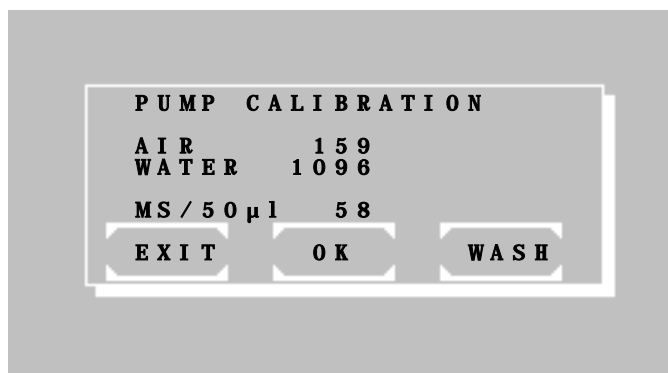 PUMP CALIBRATION
AIR 159
WATER 1096
MS/50µl 58
EXIT OK WASH